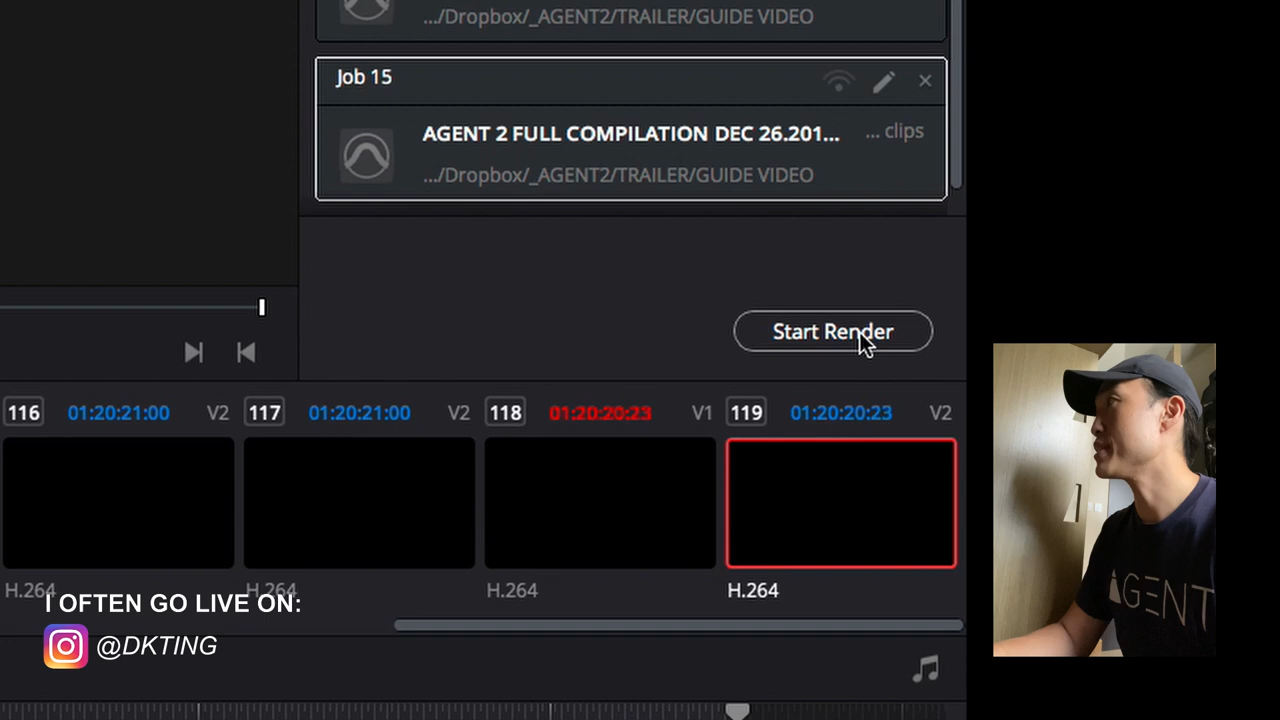 .../Dropbox/_AGENT2/TRAILER/GUIDE VIDEO
Job 15
AGENT 2 FULL COMPILATION DEC 26.201... ... clips
.../Dropbox/_AGENT2/TRAILER/GUIDE VIDEO
Start Render
116 01:20:21:00 V2 117 01:20:21:00 V2 118 01:20:20:23 V1 119 01:20:20:23 V2
H.264 H.264 H.264 H.264
I OFTEN GO LIVE ON:
@DKTING
AGENT